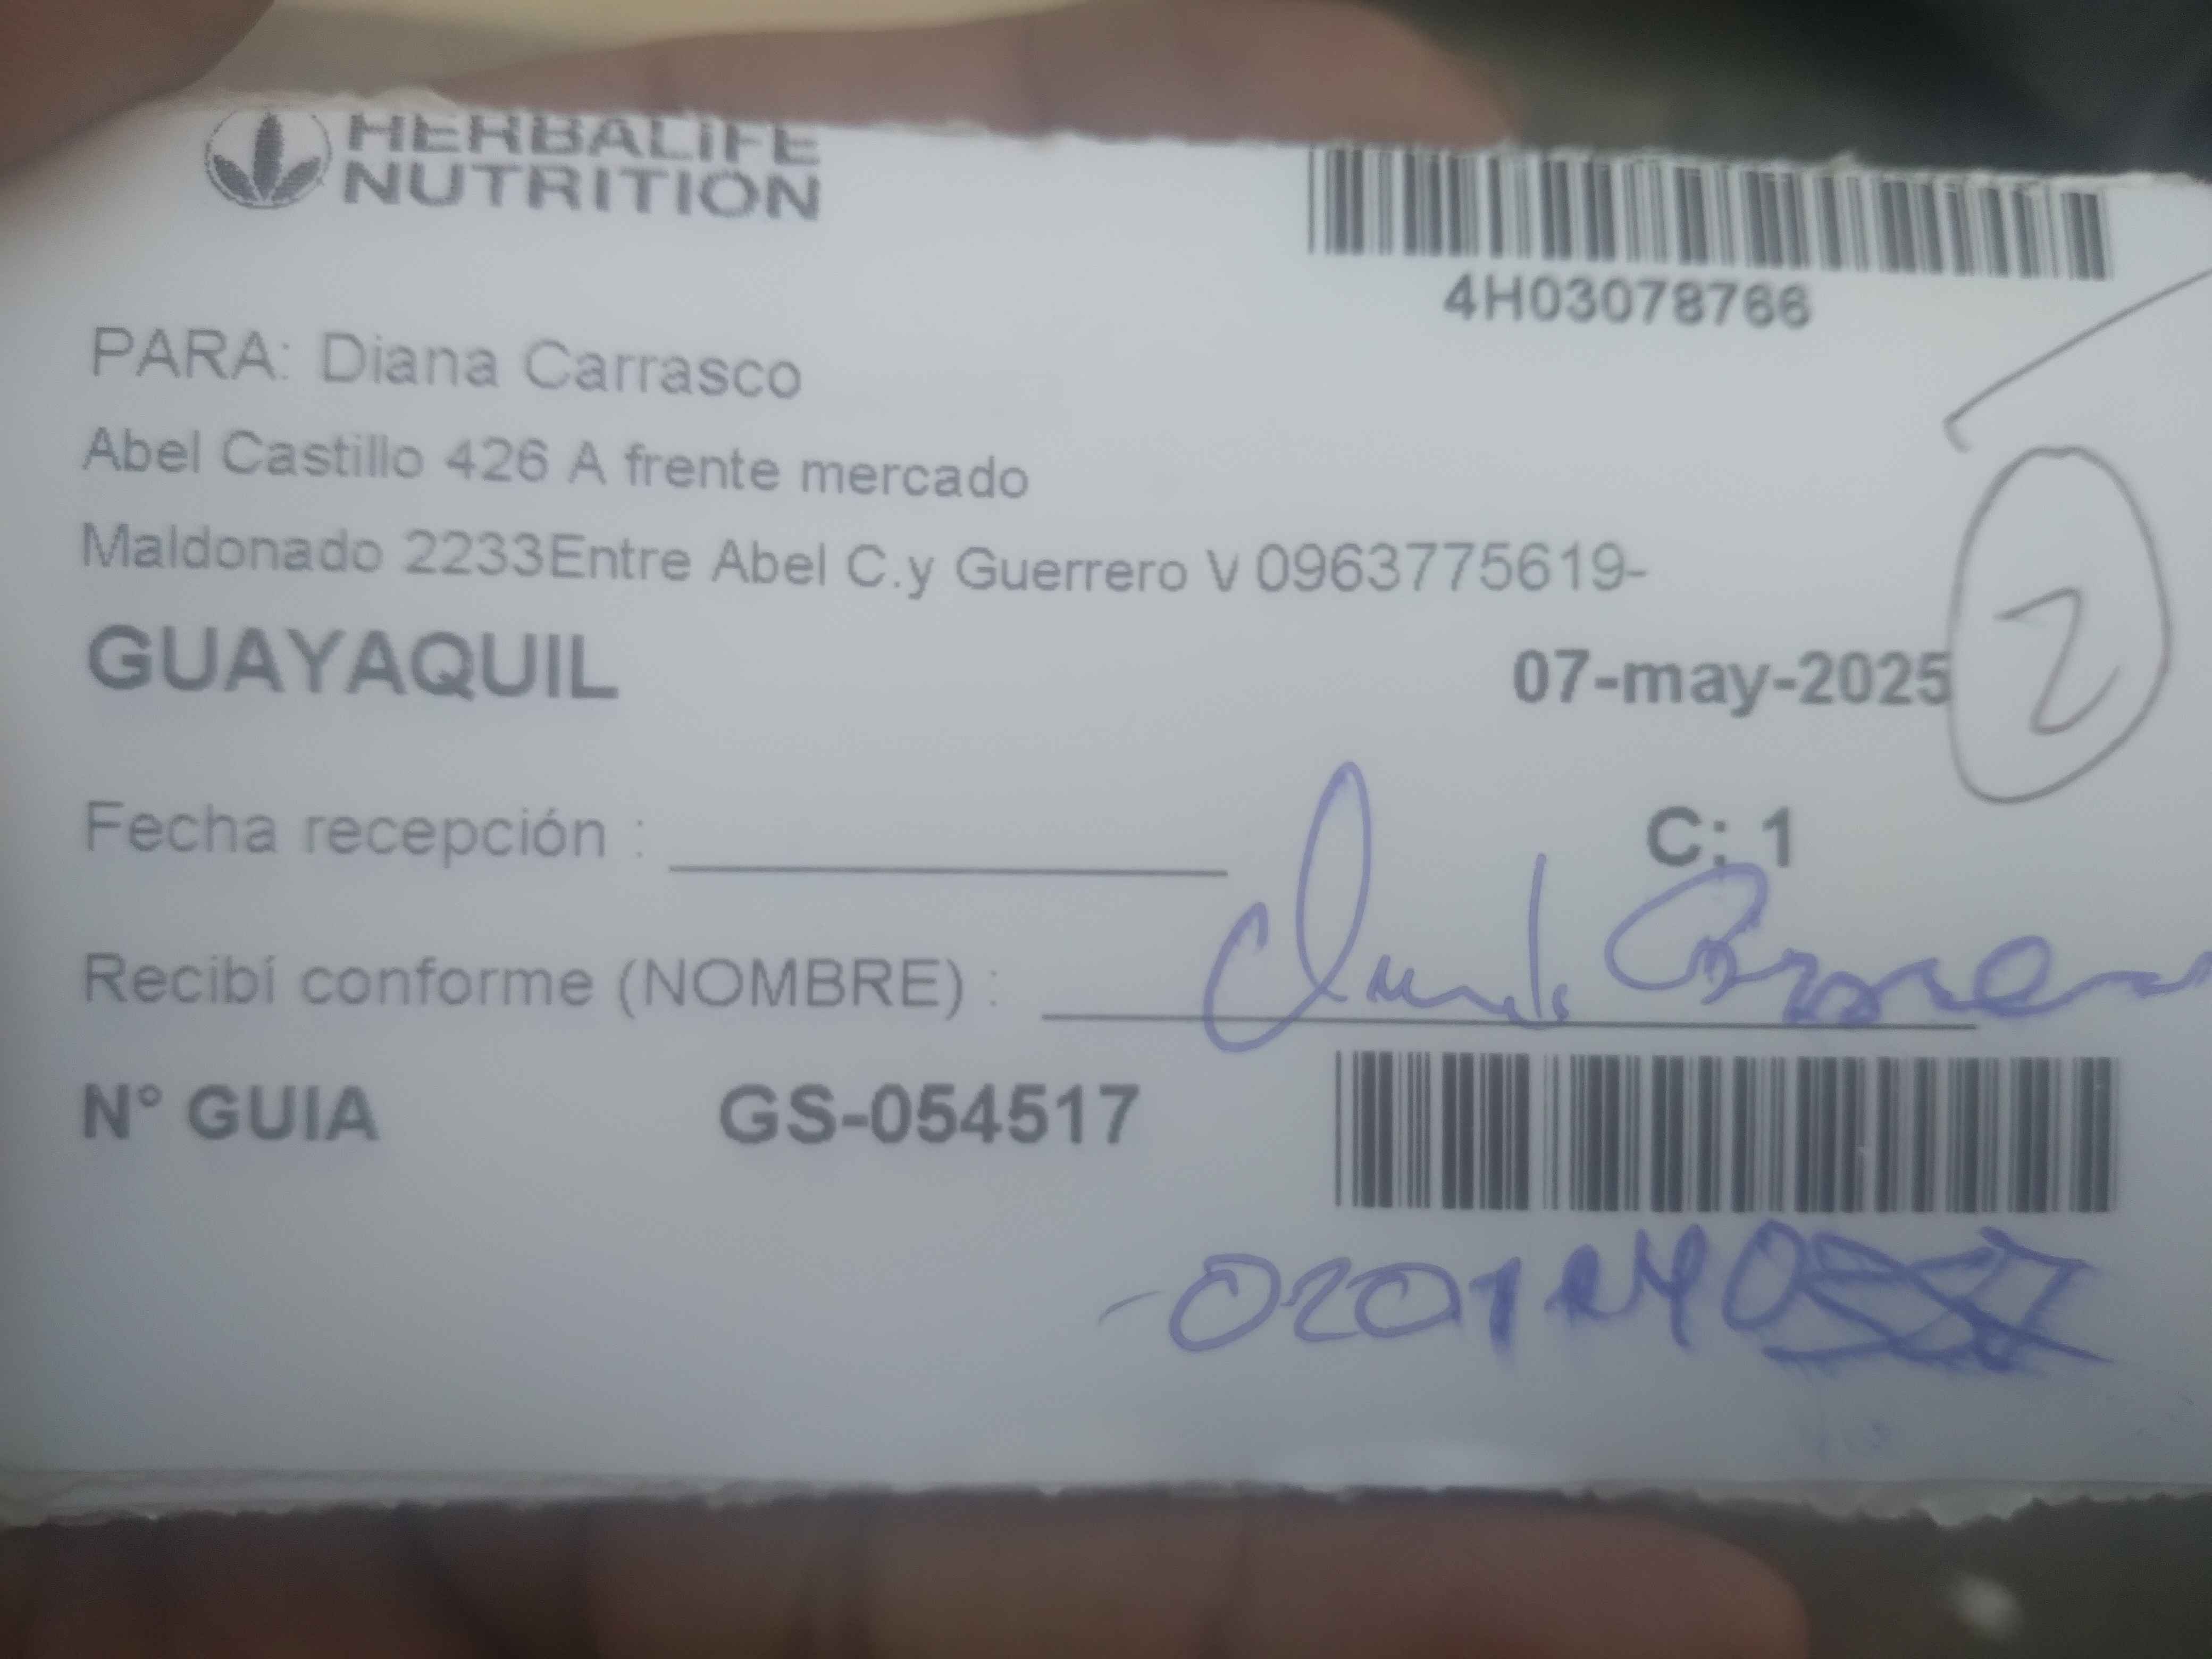 HERBALIFE
NUTRITION
4H03078766
PARA: Diana Carrasco
Abel Castillo 426 A frente mercado
Maldonado 2233Entre Abel C.y Guerrero V 0963775619-
GUAYAQUIL
07-may-2025
2
Fecha recepción :
C: 1
Recibí conforme (NOMBRE) :
N° GUIA GS-054517